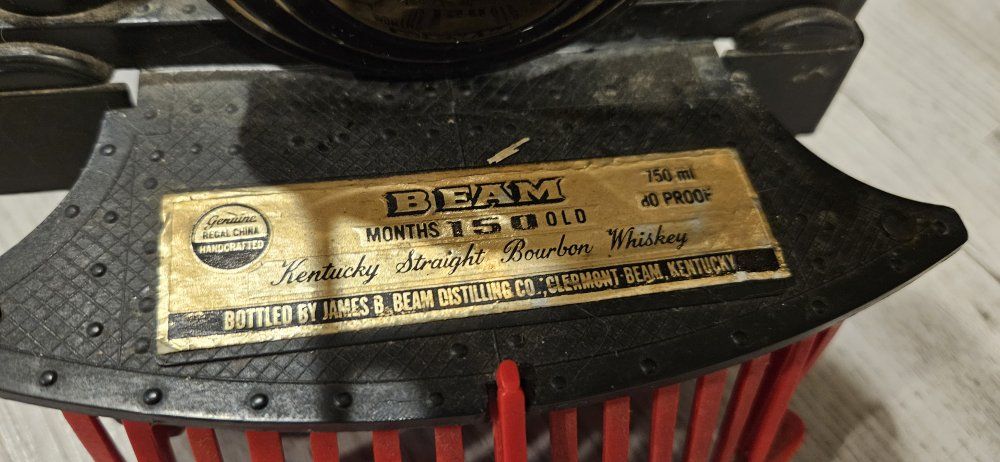 Genuine
REGAL CHINA
HANDCRAFTED
BEAM
MONTHS 150 OLD
750 ml
80 PROOF
Kentucky Straight Bourbon Whiskey
BOTTLED BY JAMES B. BEAM DISTILLING CO., CLERMONT BEAM, KENTUCKY